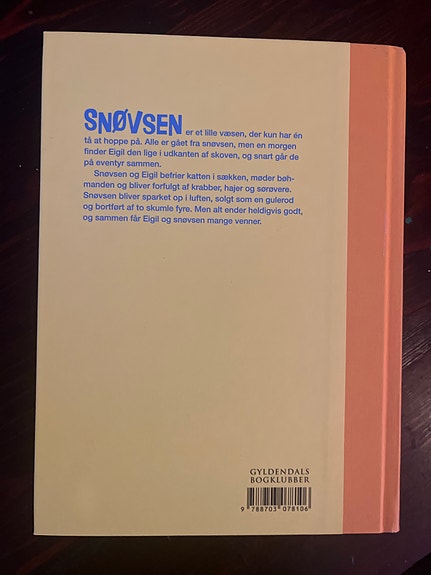 SNØVSEN er et lille væsen, der kun har én
tå at hoppe på. Alle er gået fra snøvsen, men en morgen
finder Eigil den lige i udkanten af skoven, og snart går de
på eventyr sammen.
Snøvsen og Eigil befrier katten i sækken, møder bøh-
manden og bliver forfulgt af krabber, hajer og sørøvere.
Snøvsen bliver sparket op i luften, solgt som en gulerod
og bortført af to skumle fyre. Men alt ender heldigvis godt,
og sammen får Eigil og snøvsen mange venner.
GYLDENDALS
BOGKLUBBER
9 788703 078106